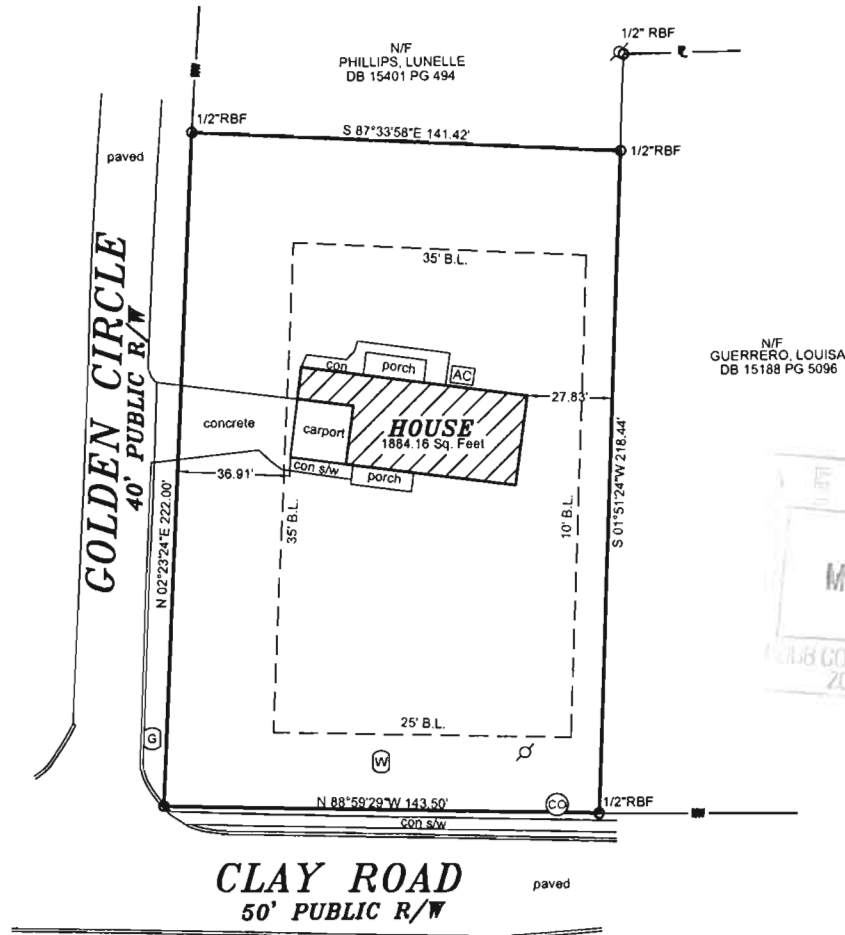 N/F
PHILLIPS, LUNELLE
DB 15401 PG 494
1/2" RBF
1/2"RBF
S 87°33'58"E 141.42'
1/2"RBF
paved
GOLDEN CIRCLE
40' PUBLIC R/W
35' B.L.
N/F
GUERRERO, LOUISA
DB 15188 PG 5096
con
porch
AC
27.83'
concrete
carport
HOUSE
1884.16 Sq. Feet
con s/w
porch
36.91'
35' B.L.
10' B.L.
S 01°51'24"W 218.44'
N 02°23'24"E 222.00'
25' B.L.
G
W
CO
1/2"RBF
N 88°59'29"W 143.50'
con s/w
CLAY ROAD
50' PUBLIC R/W
paved